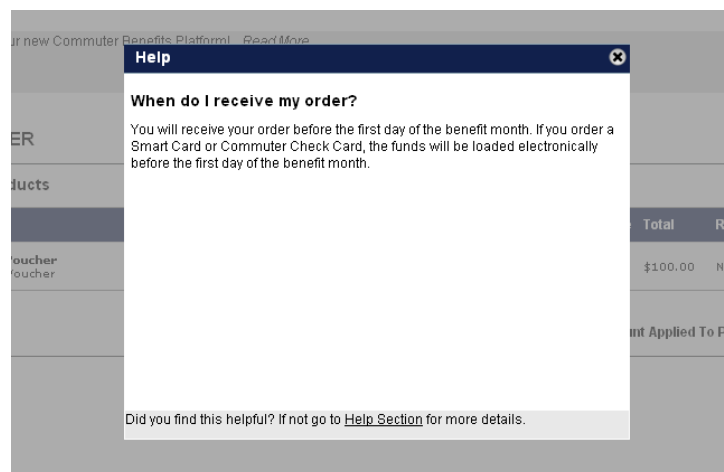 ur new Commuter Benefits Platform! Read More
Help
When do I receive my order?
You will receive your order before the first day of the benefit month. If you order a
Smart Card or Commuter Check Card, the funds will be loaded electronically
before the first day of the benefit month.
ER
ducts
Total R
Voucher
$100.00 N
Voucher
unt Applied To P
Did you find this helpful? If not go to Help Section for more details.